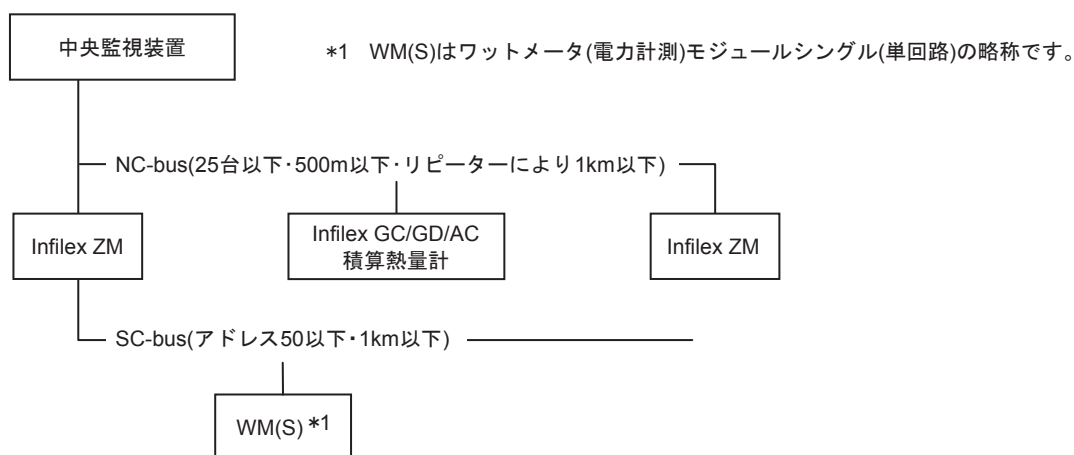 中央監視装置
*1 WM(S)はワットメータ(電力計測)モジュールシングル(単回路)の略称です。
NC-bus(25台以下・500m以下・リピーターにより1km以下)
Infilex ZM
Infilex GC/GD/AC
積算熱量計
Infilex ZM
SC-bus(アドレス50以下・1km以下)
WM(S) *1